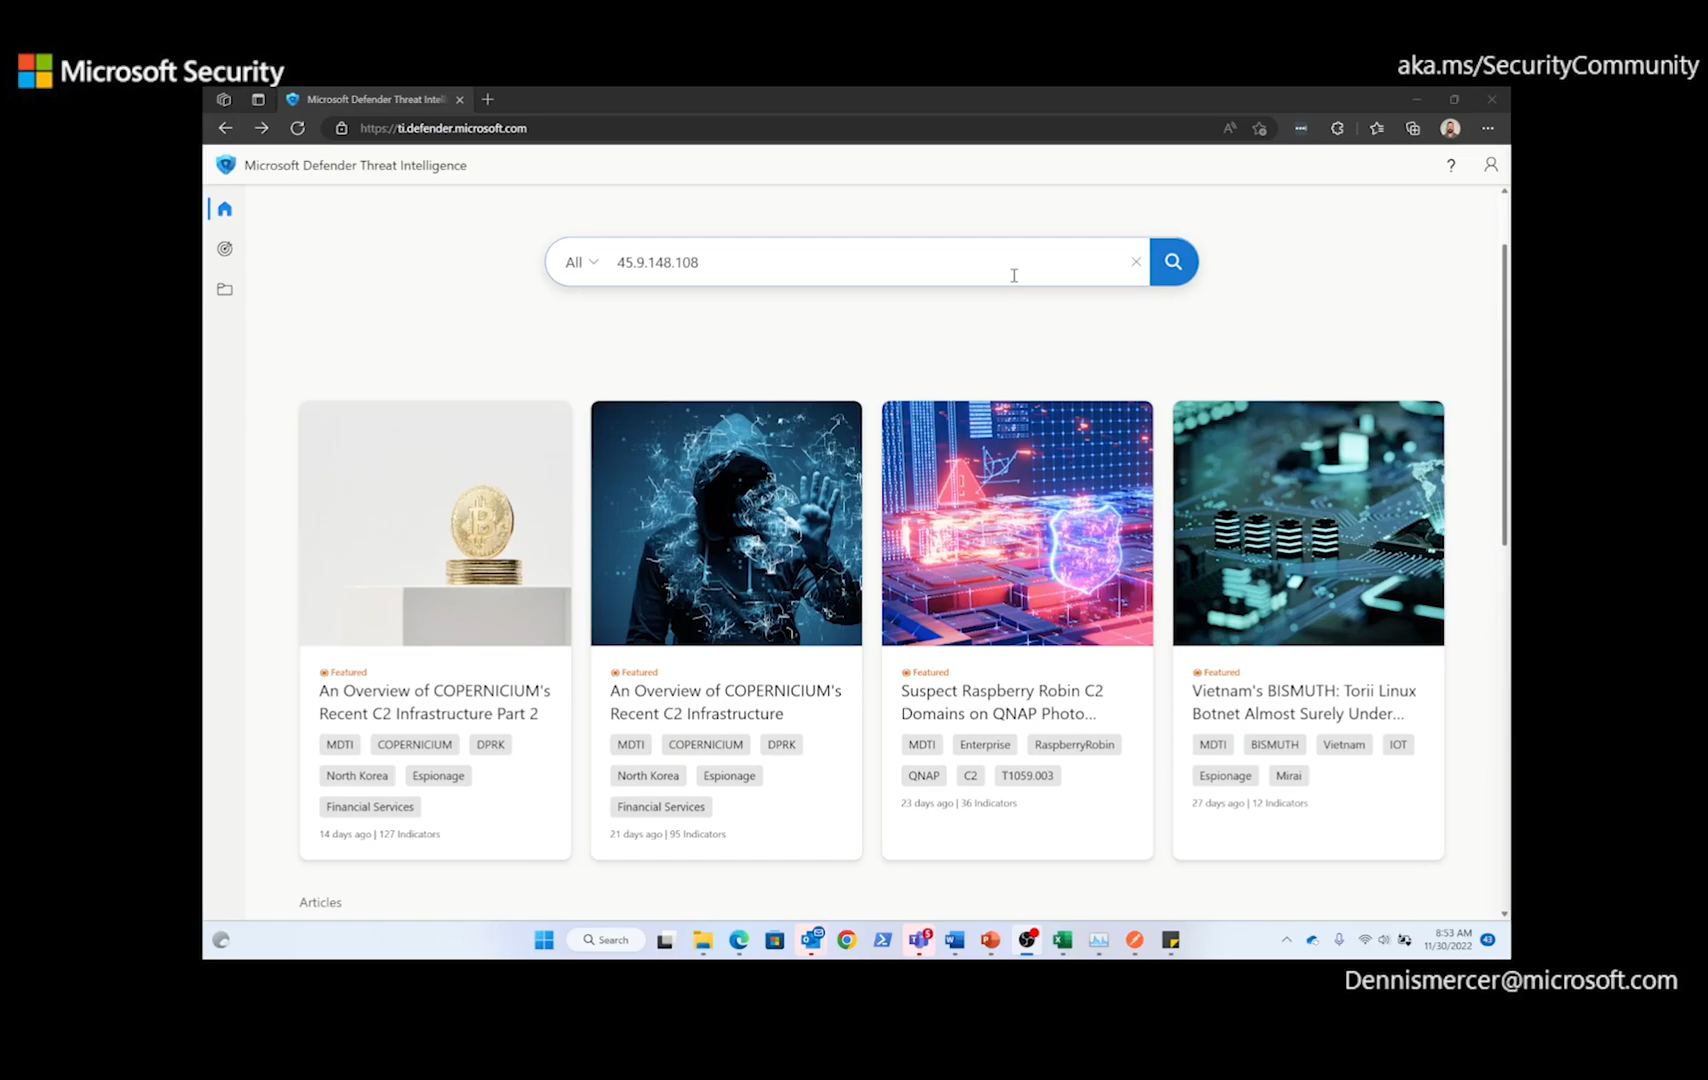 Microsoft Security
aka.ms/SecurityCommunity
Microsoft Defender Threat Intell
https://ti.defender.microsoft.com
Microsoft Defender Threat Intelligence
?
All
45.9.148.108
Featured
An Overview of COPERNICIUM's
Recent C2 Infrastructure Part 2
MDTI COPERNICIUM DPRK
North Korea Espionage
Financial Services
14 days ago | 127 Indicators
Featured
An Overview of COPERNICIUM's
Recent C2 Infrastructure
MDTI COPERNICIUM DPRK
North Korea Espionage
Financial Services
21 days ago | 95 Indicators
Featured
Suspect Raspberry Robin C2
Domains on QNAP Photo...
MDTI Enterprise RaspberryRobin
QNAP C2 T1059.003
23 days ago | 36 Indicators
Featured
Vietnam's BISMUTH: Torii Linux
Botnet Almost Surely Under...
MDTI BISMUTH Vietnam IOT
Espionage Mirai
27 days ago | 12 Indicators
Articles
Search
5
8:53 AM
11/30/2022
43
Dennismercer@microsoft.com